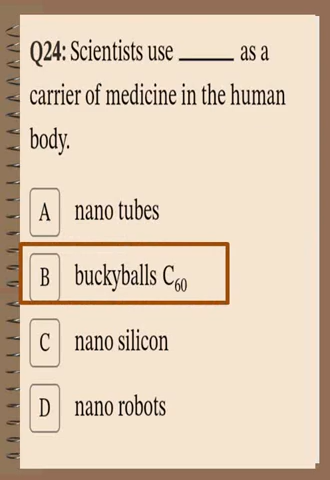 Q24: Scientists use ______ as a
carrier of medicine in the human
body.
A nano tubes
B buckyballs C₆₀
C nano silicon
D nano robots